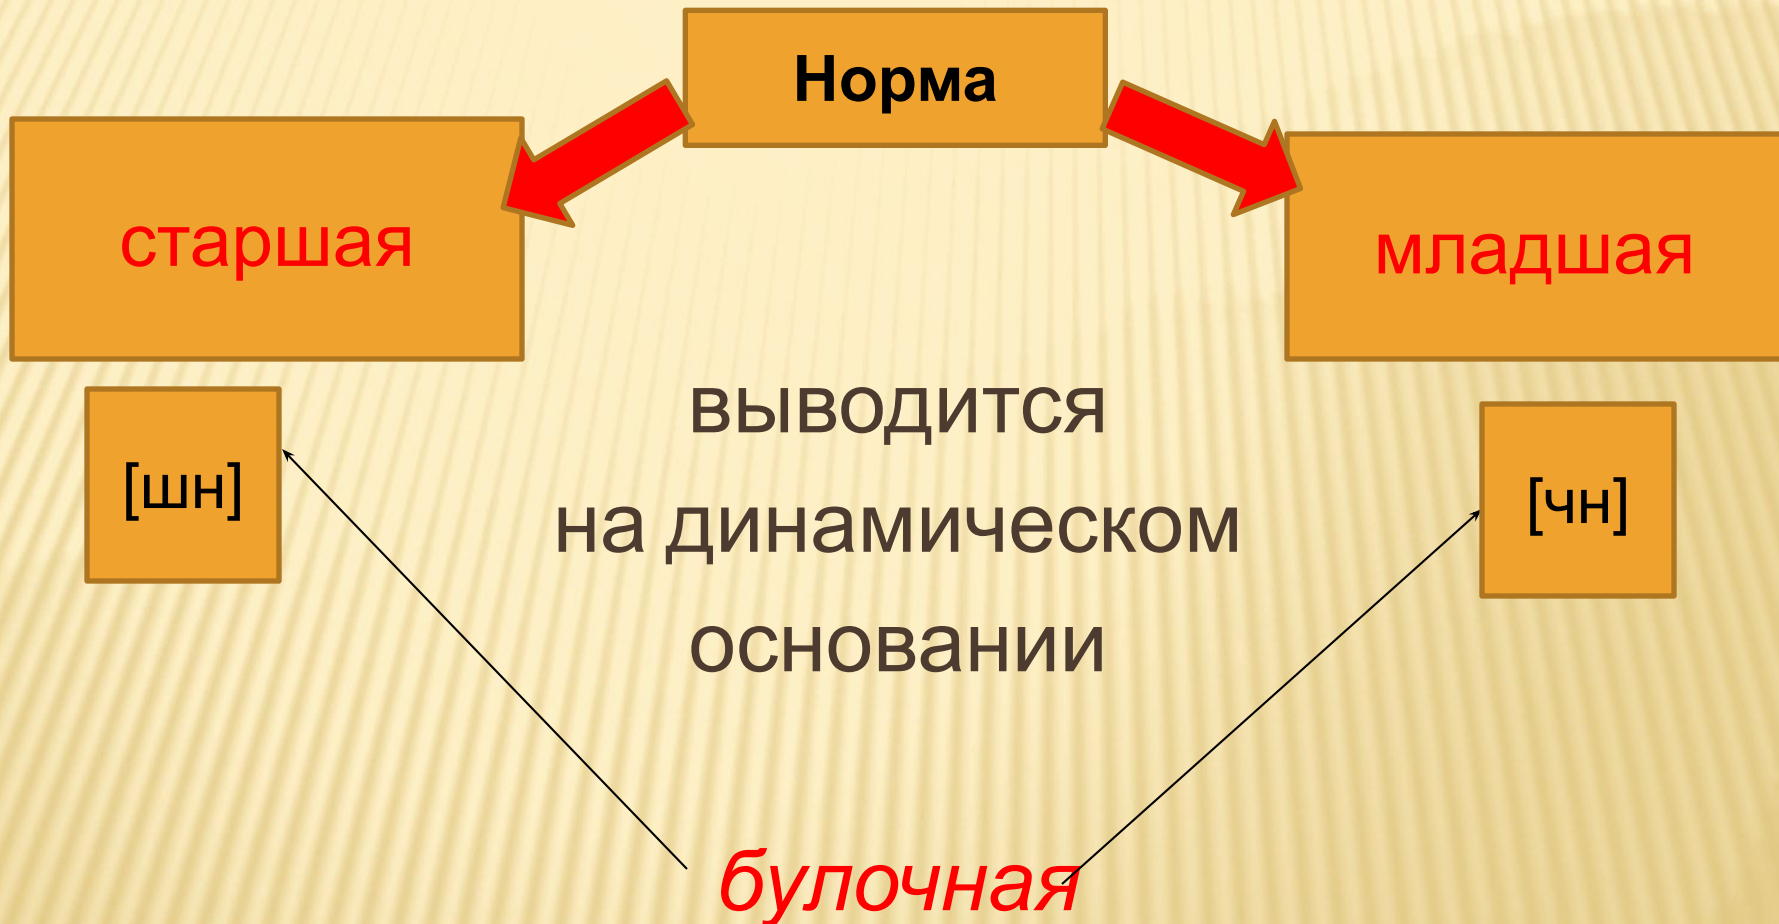 Норма
старшая
младшая
выводится
[шн]
[чн]
на динамическом
основании
булочная